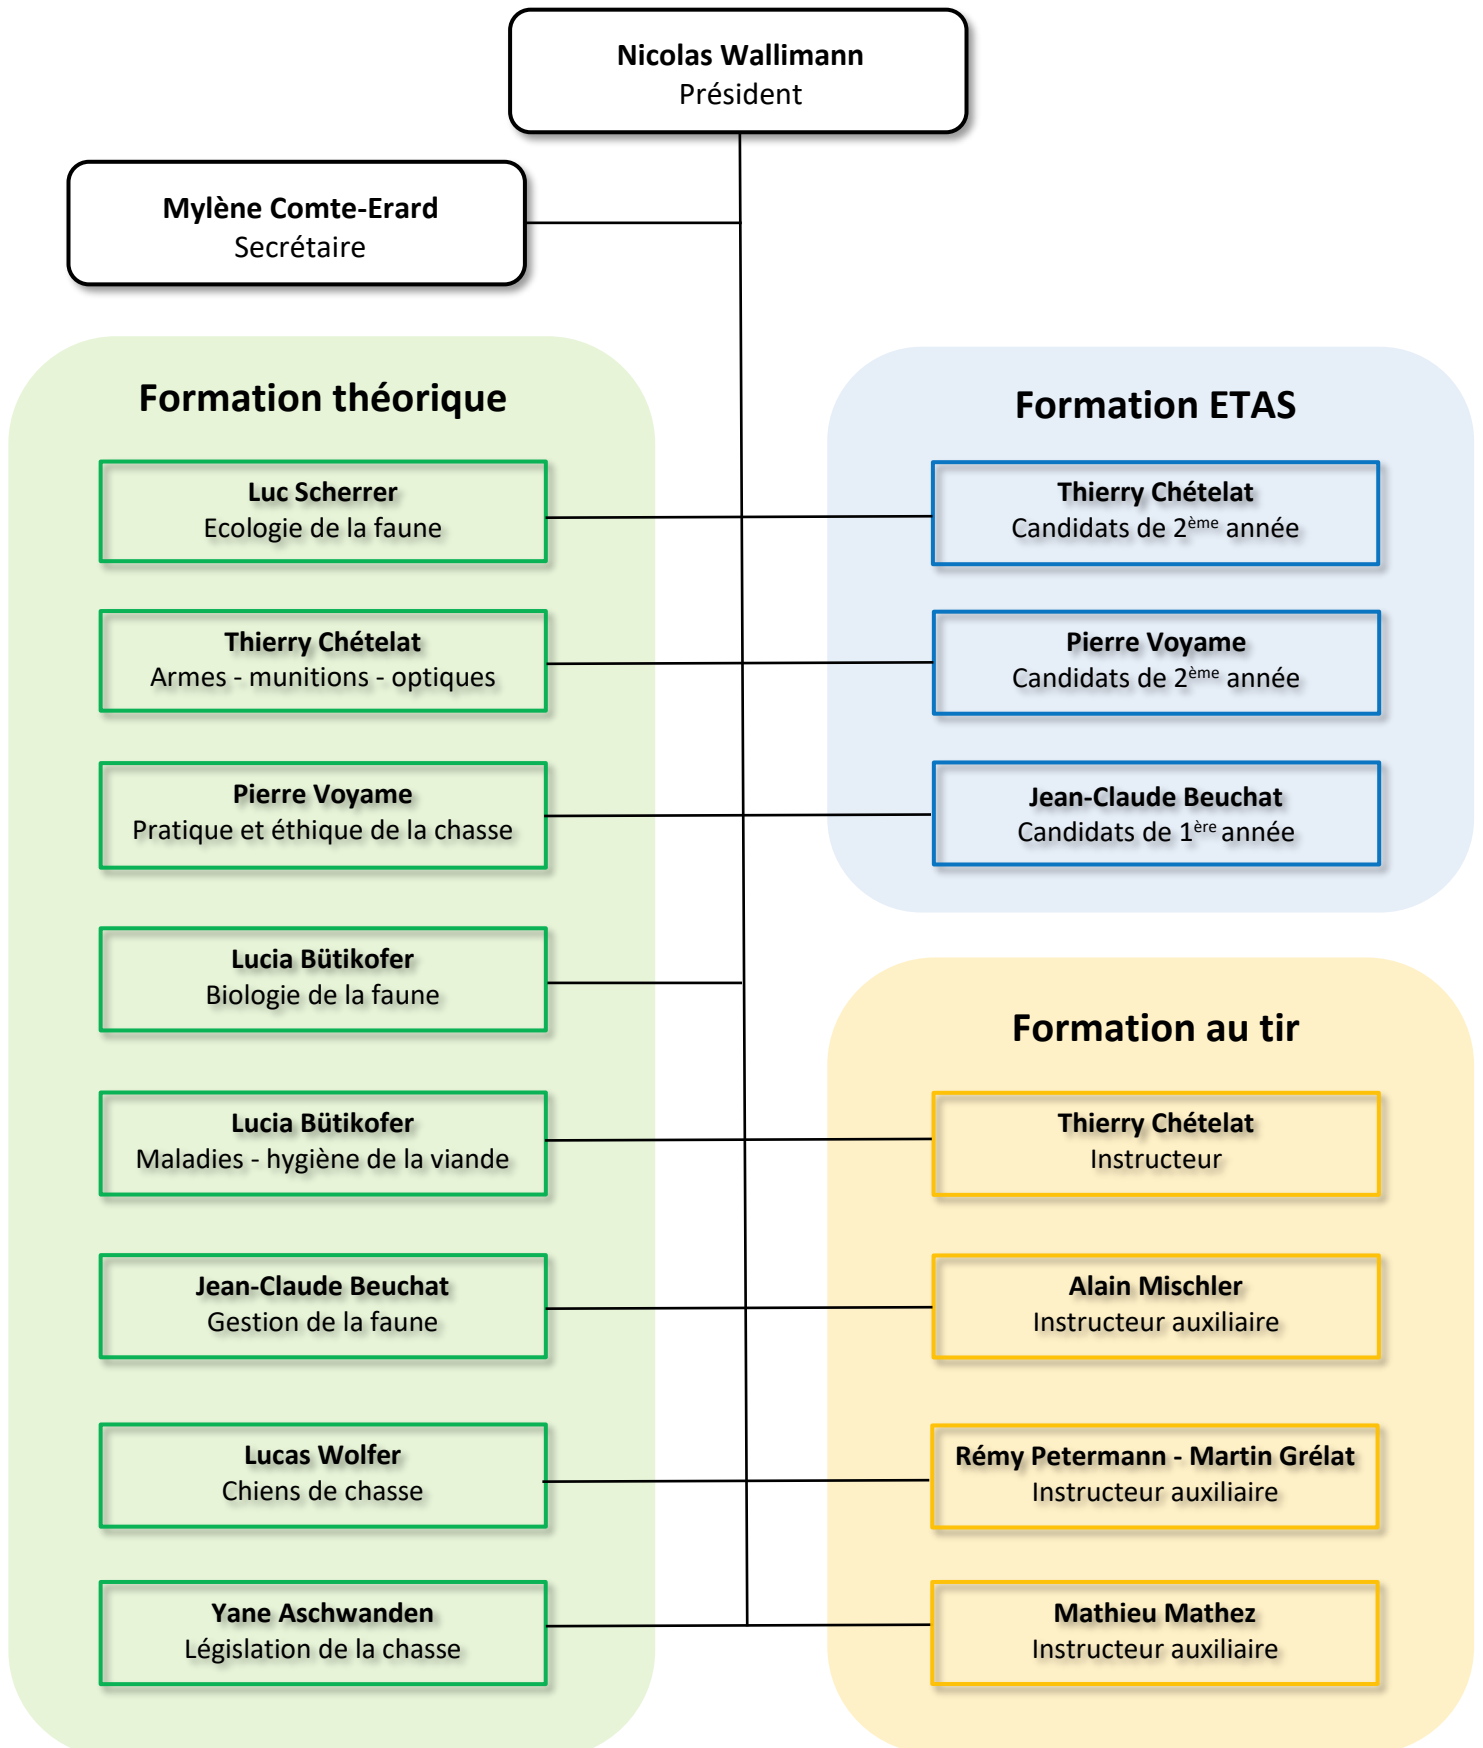 Nicolas Wallimann
Président
Mylène Comte-Erard
Secrétaire
Formation théorique
Luc Scherrer
Ecologie de la faune
Thierry Chételat
Armes - munitions - optiques
Pierre Voyame
Pratique et éthique de la chasse
Lucia Bütikofer
Biologie de la faune
Lucia Bütikofer
Maladies - hygiène de la viande
Jean-Claude Beuchat
Gestion de la faune
Lucas Wolfer
Chiens de chasse
Yane Aschwanden
Législation de la chasse
Formation ETAS
Thierry Chételat
Candidats de 2ème année
Pierre Voyame
Candidats de 2ème année
Jean-Claude Beuchat
Candidats de 1ère année
Formation au tir
Thierry Chételat
Instructeur
Alain Mischler
Instructeur auxiliaire
Rémy Petermann - Martin Grélat
Instructeur auxiliaire
Mathieu Mathez
Instructeur auxiliaire